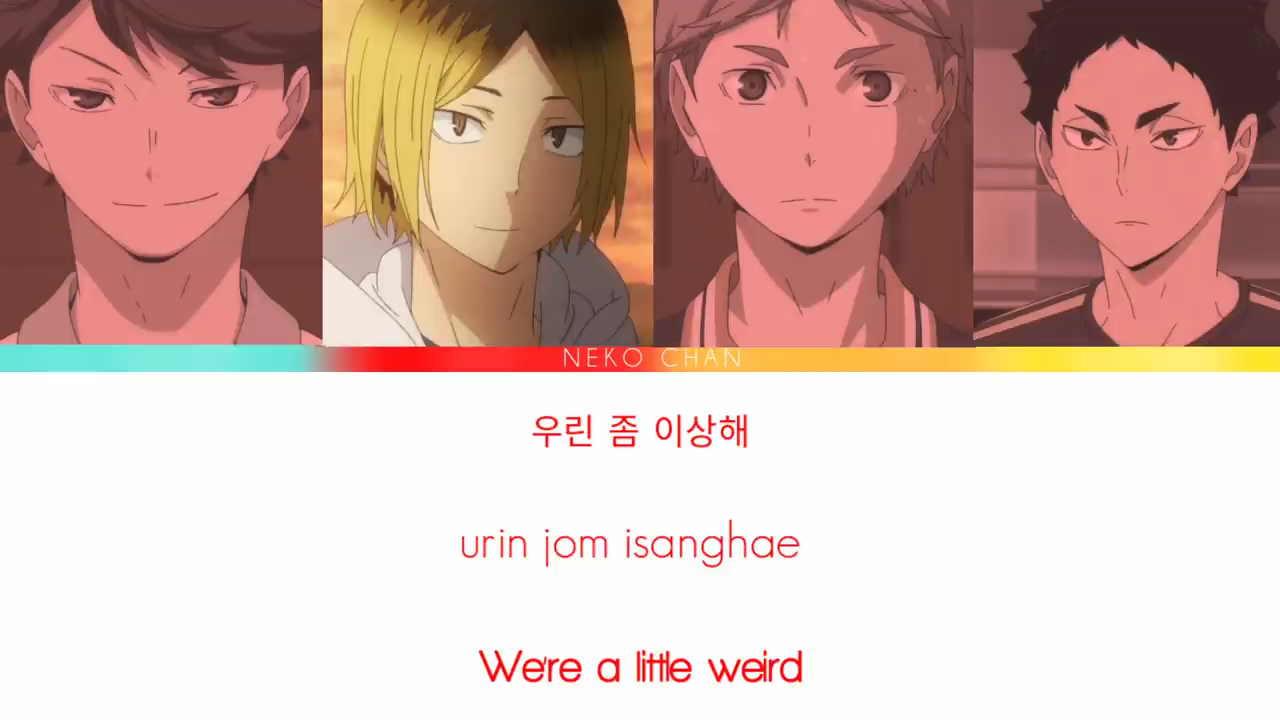 NEKO CHAN
우린 좀 이상해
urin jom isanghae
We're a little weird